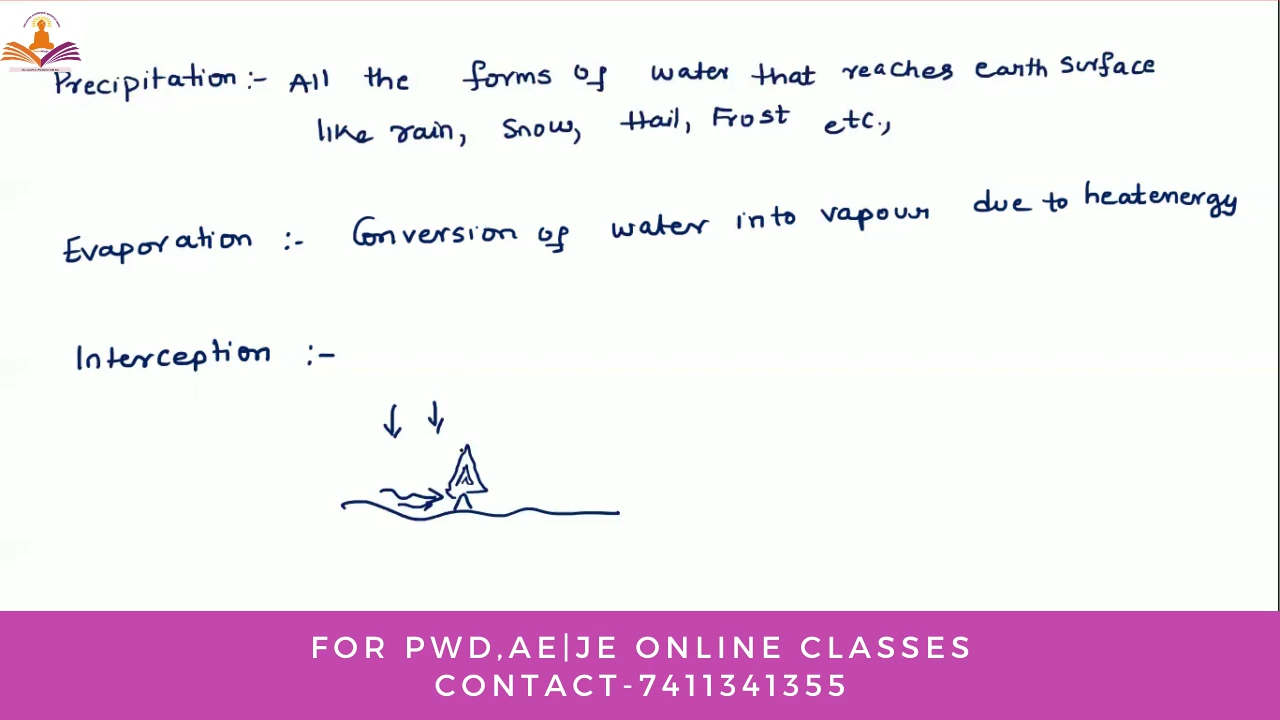 Precipitation :- All the forms of water that reaches earth surface
like rain, Snow, Hail, Frost etc.,
Evaporation :- Conversion of water into vapour due to heatenergy
Interception :-
FOR PWD,AE|JE ONLINE CLASSES
CONTACT-7411341355